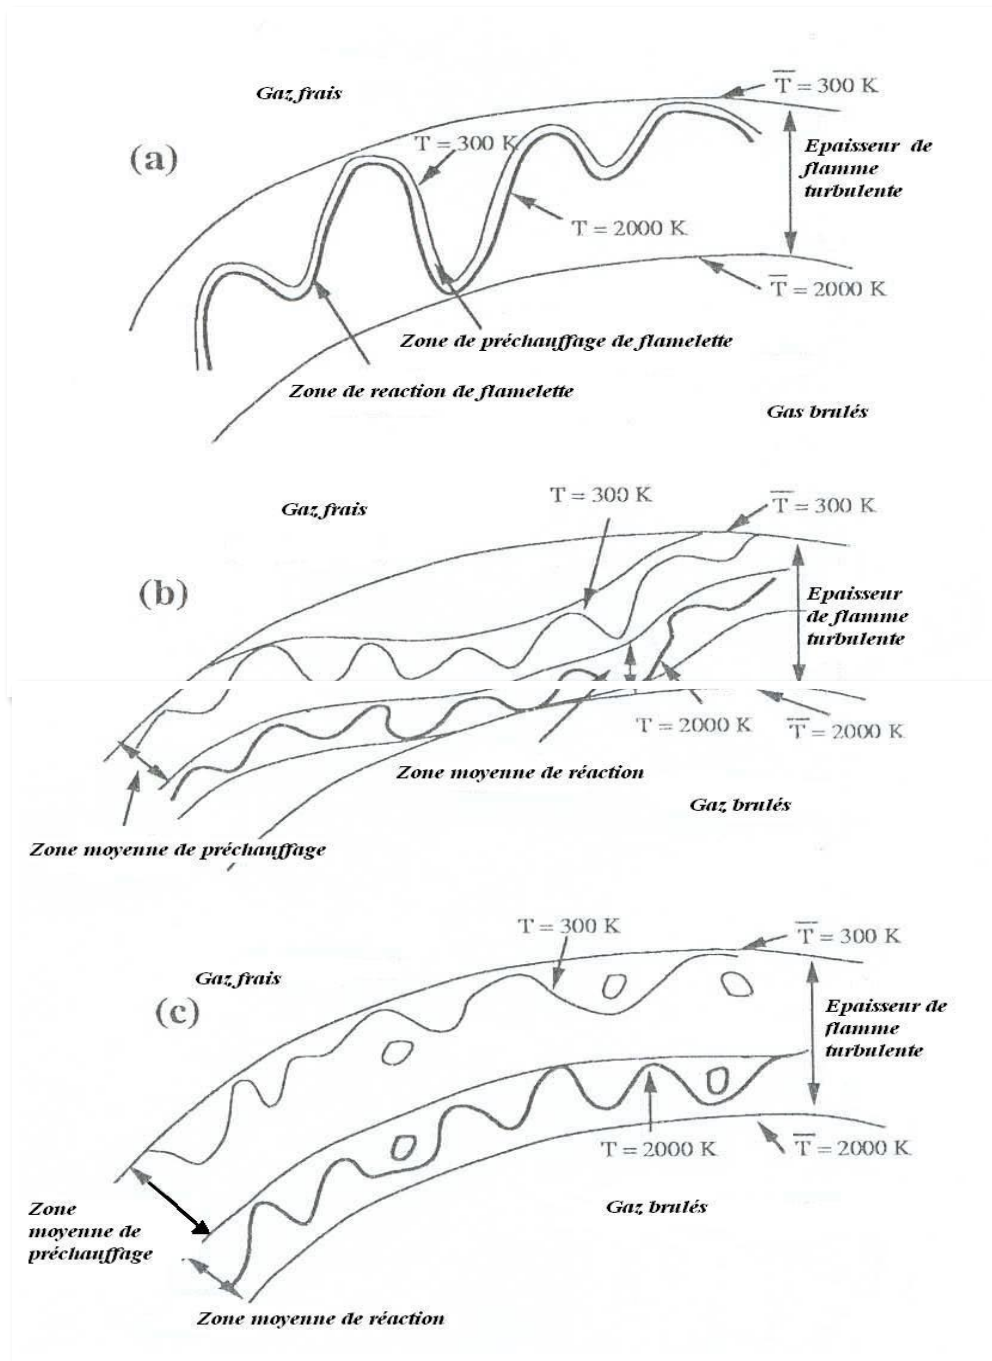 Gaz frais
T̅ = 300 K
(a)
T = 300 K
Epaisseur de
flamme
turbulente
T = 2000 K
T̅ = 2000 K
Zone de préchauffage de flamelette
Zone de reaction de flamelette
Gas brulés
T = 300 K
Gaz frais
T̅ = 300 K
(b)
Epaisseur
de flamme
turbulente
T = 2000 K
T̅ = 2000 K
Zone moyenne de réaction
Gaz brulés
Zone moyenne de préchauffage
T = 300 K
T̅ = 300 K
Gaz frais
(c)
Epaisseur de
flamme
turbulente
T = 2000 K
T̅ = 2000 K
Zone
moyenne de
préchauffage
Gaz brulés
Zone moyenne de réaction